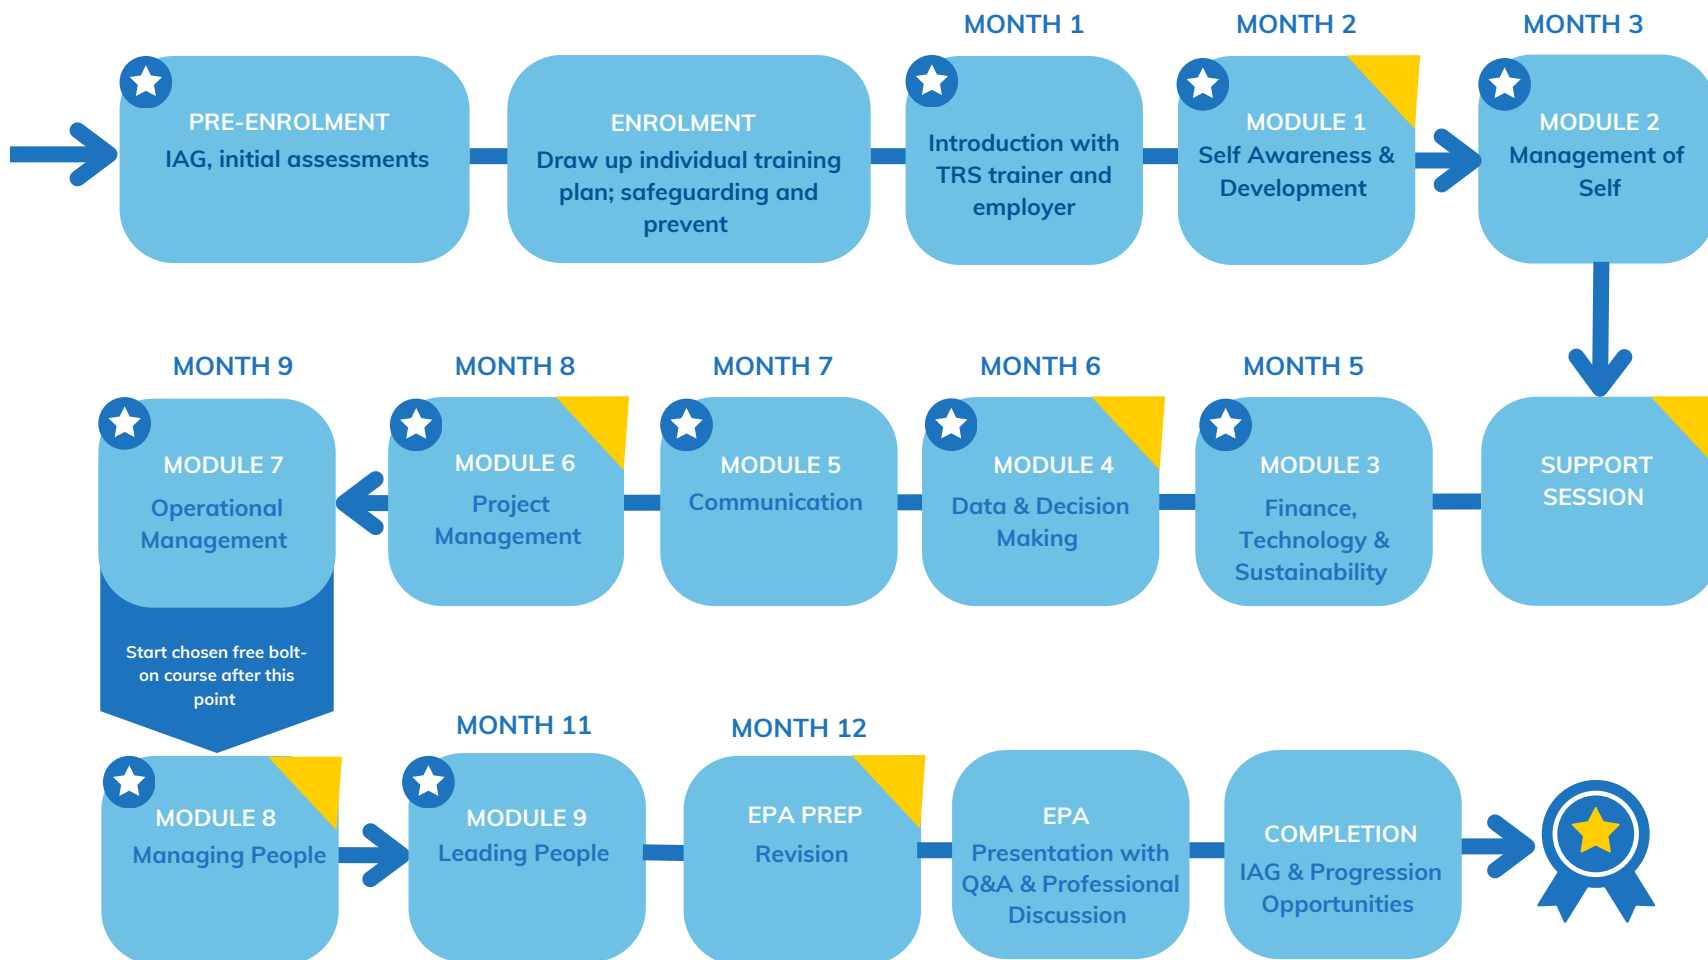 MONTH 1
MONTH 2
MONTH 3
PRE-ENROLMENT
IAG, initial assessments
ENROLMENT
Draw up individual training
plan; safeguarding and
prevent
Introduction with
TRS trainer and
employer
MODULE 1
Self Awareness &
Development
MODULE 2
Management of
Self
MONTH 9
MONTH 8
MONTH 7
MONTH 6
MONTH 5
MODULE 7
Operational
Management
MODULE 6
Project
Management
MODULE 5
Communication
MODULE 4
Data & Decision
Making
MODULE 3
Finance,
Technology &
Sustainability
SUPPORT
SESSION
Start chosen free bolt-
on course after this
point
MONTH 11
MONTH 12
MODULE 8
Managing People
MODULE 9
Leading People
EPA PREP
Revision
EPA
Presentation with
Q&A & Professional
Discussion
COMPLETION
IAG & Progression
Opportunities